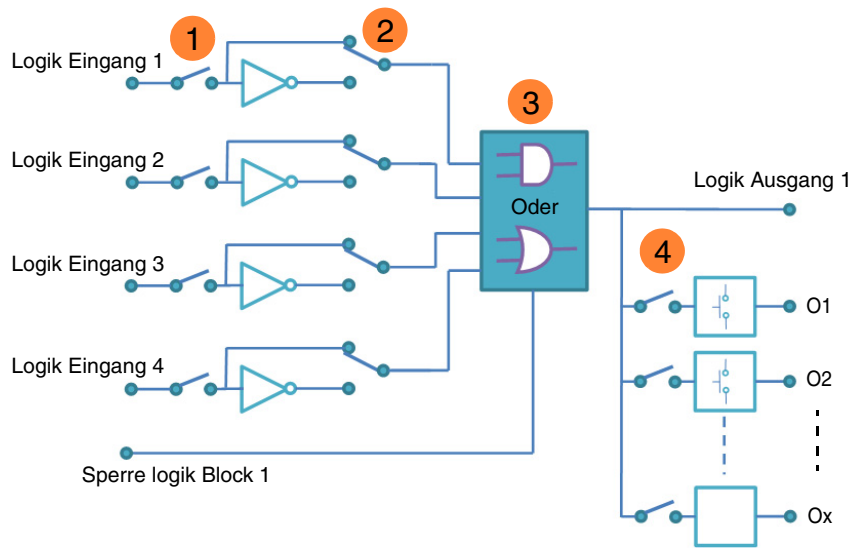 1
2
Logik Eingang 1
3
Logik Eingang 2
Oder
Logik Ausgang 1
Logik Eingang 3
4
O1
Logik Eingang 4
O2
Sperre logik Block 1
Ox